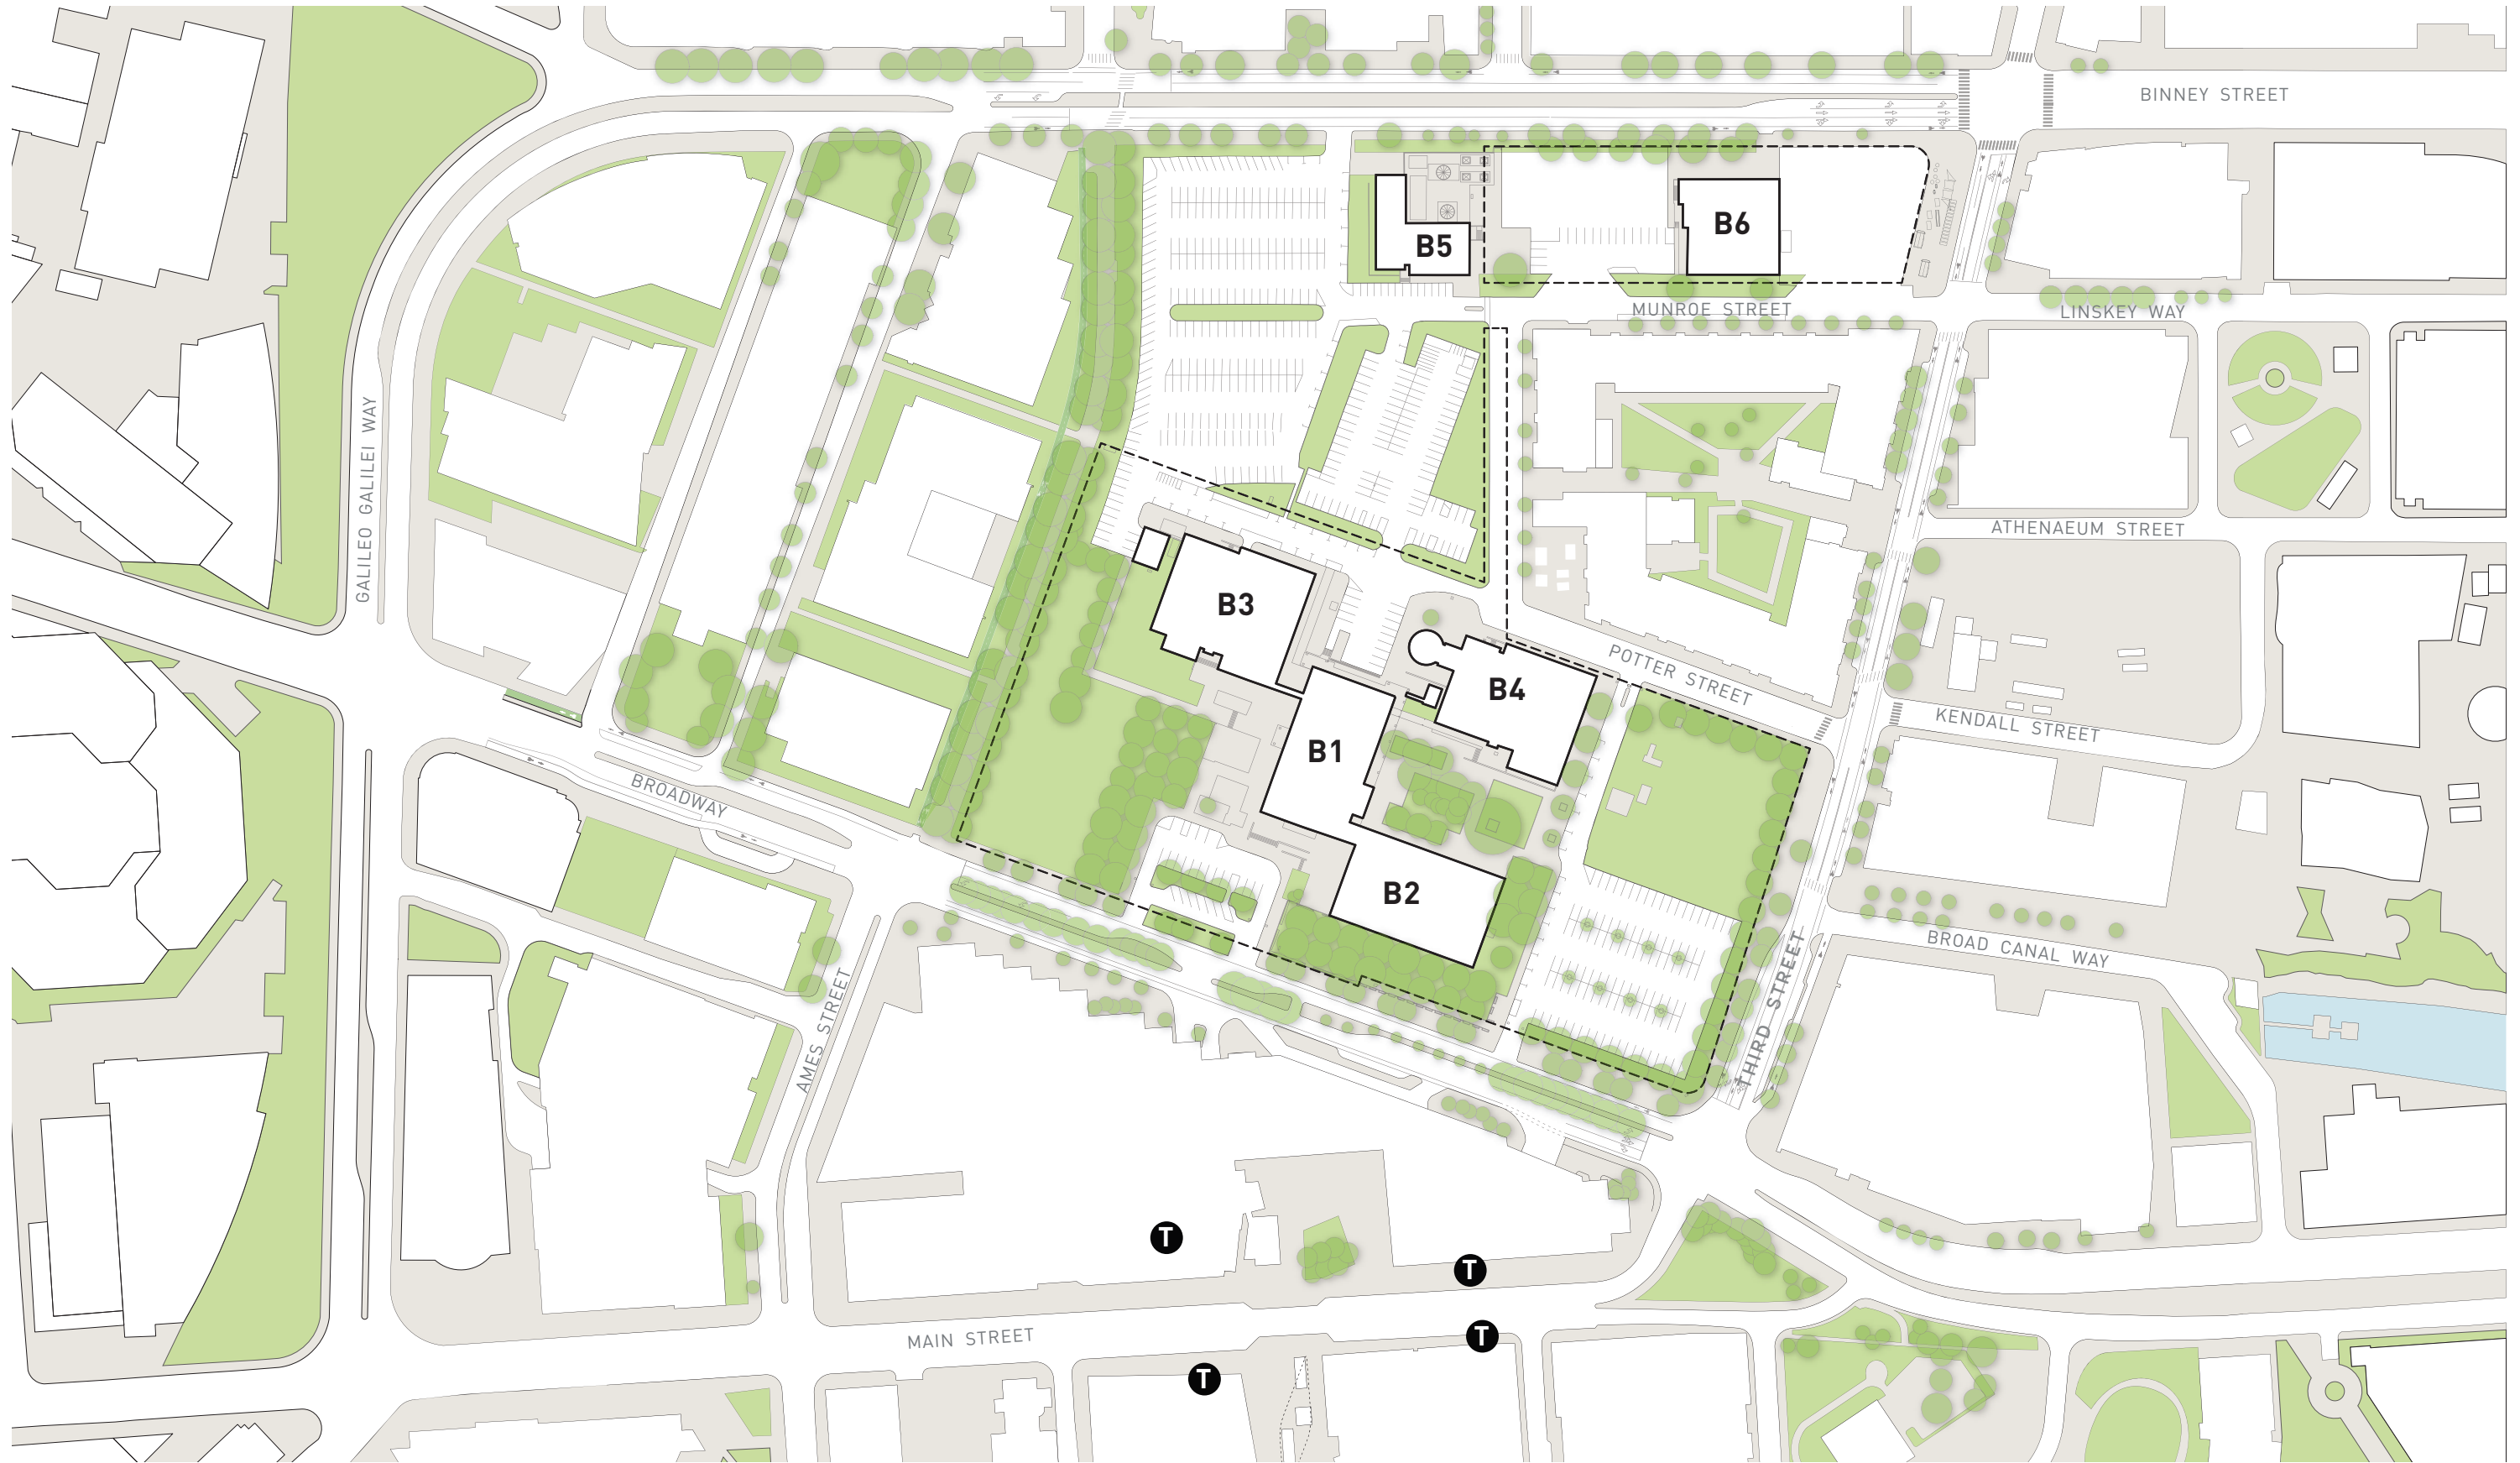 BINNEY STREET
B6
B5
MUNROE STREET
LINSKEY WAY
GALILEO GALILEI WAY
ATHENAEUM STREET
B3
POTTER STREET
B4
KENDALL STREET
B1
BROADWAY
B2
BROAD CANAL WAY
THIRD STREET
AMES STREET
T
T
MAIN STREET
T
T